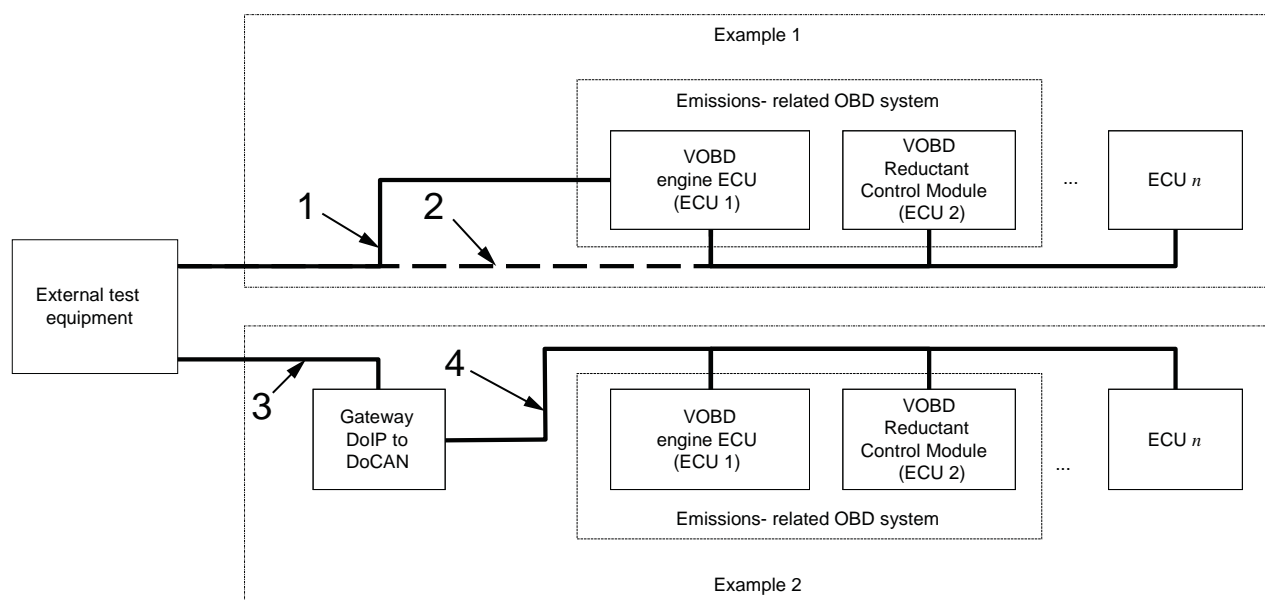 Example 1
Emissions- related OBD system
VOBD
engine ECU
(ECU 1)
VOBD
Reductant
Control Module
(ECU 2)
...
ECU n
1
2
External test
equipment
3
4
Gateway
DoIP to
DoCAN
VOBD
engine ECU
(ECU 1)
VOBD
Reductant
Control Module
(ECU 2)
...
ECU n
Emissions- related OBD system
Example 2